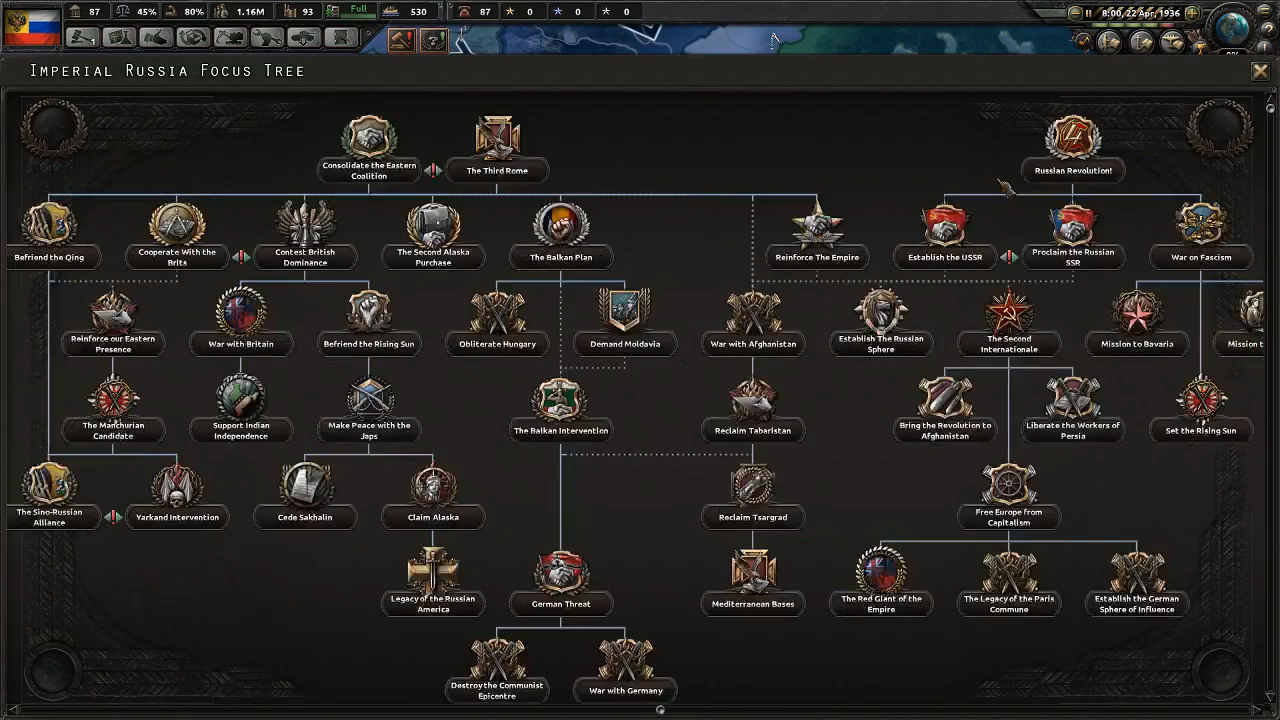 87
45%
80%
1.16M
93
Full
530
87
0
0
0
8:00, 22 Apr, 1936
1
Imperial Russia Focus Tree
Consolidate the Eastern
Coalition
The Third Rome
Russian Revolution!
Befriend the Qing
Cooperate With the
Brits
Contest British
Dominance
The Second Alaska
Purchase
The Balkan Plan
Reinforce The Empire
Establish the USSR
Proclaim the Russian
SSR
War on Fascism
Reinforce our Eastern
Presence
War with Britain
Befriend the Rising Sun
Obliterate Hungary
Demand Moldavia
War with Afghanistan
Establish The Russian
Sphere
The Second
Internationale
Mission to Bavaria
Mission t
The Manchurian
Candidate
Support Indian
Independence
Make Peace with the
Japs
The Balkan Intervention
Reclaim Tabaristan
Bring the Revolution to
Afghanistan
Liberate the Workers of
Persia
Set the Rising Sun
The Sino-Russian
Alliance
Yarkand Intervention
Cede Sakhalin
Claim Alaska
Reclaim Tsargrad
Free Europe from
Capitalism
Legacy of the Russian
America
German Threat
Mediterranean Bases
The Red Giant of the
Empire
The Legacy of the Paris
Commune
Establish the German
Sphere of Influence
Destroy the Communist
Epicentre
War with Germany